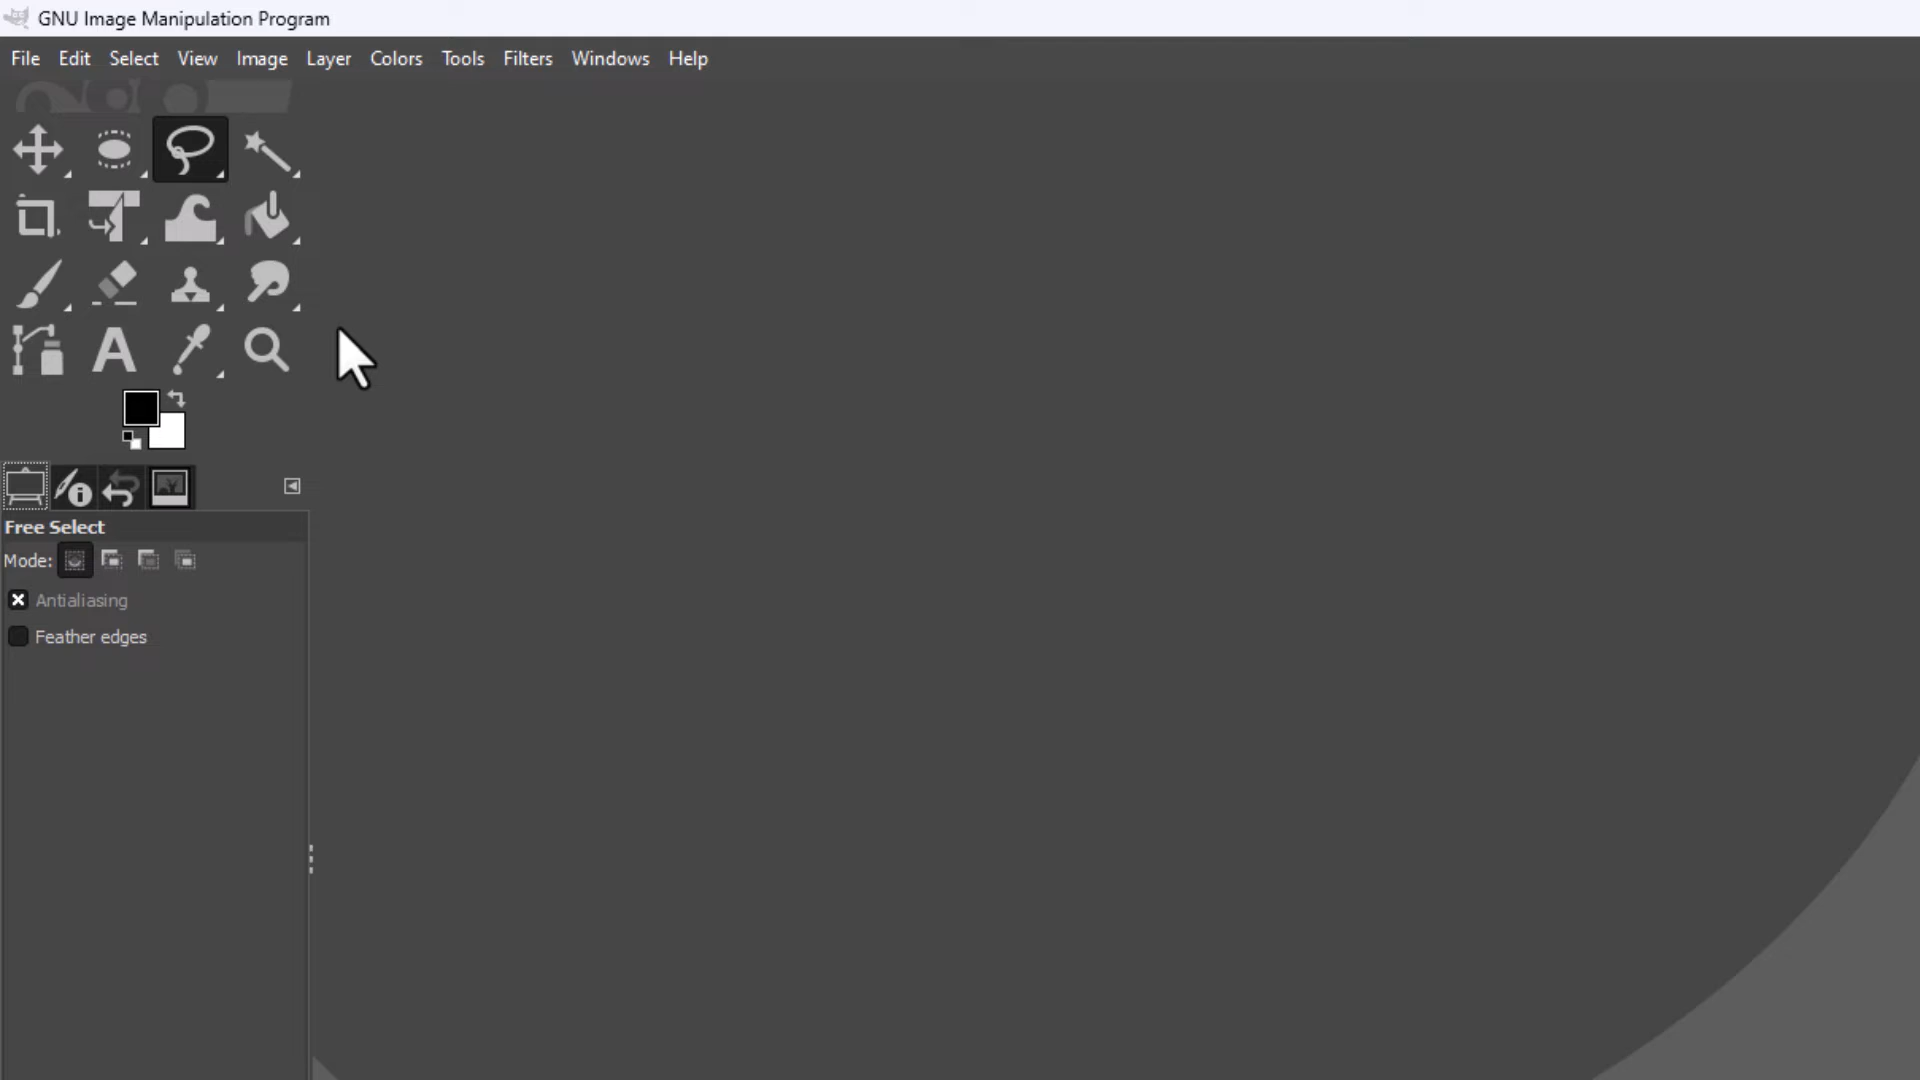 GNU Image Manipulation Program
File Edit Select View Image Layer Colors Tools Filters Windows Help
Free Select
Mode:
Antialiasing
Feather edges